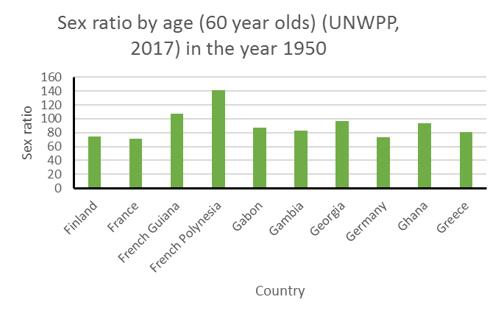 Sex ratio by age (60 year olds) (UNWPP,
2017) in the year 1950
160
140
120
100
80
60
40
20
0
Sex ratio
Finland
France
French Guiana
French Polynesia
Gabon
Gambia
Georgia
Germany
Ghana
Greece
Country